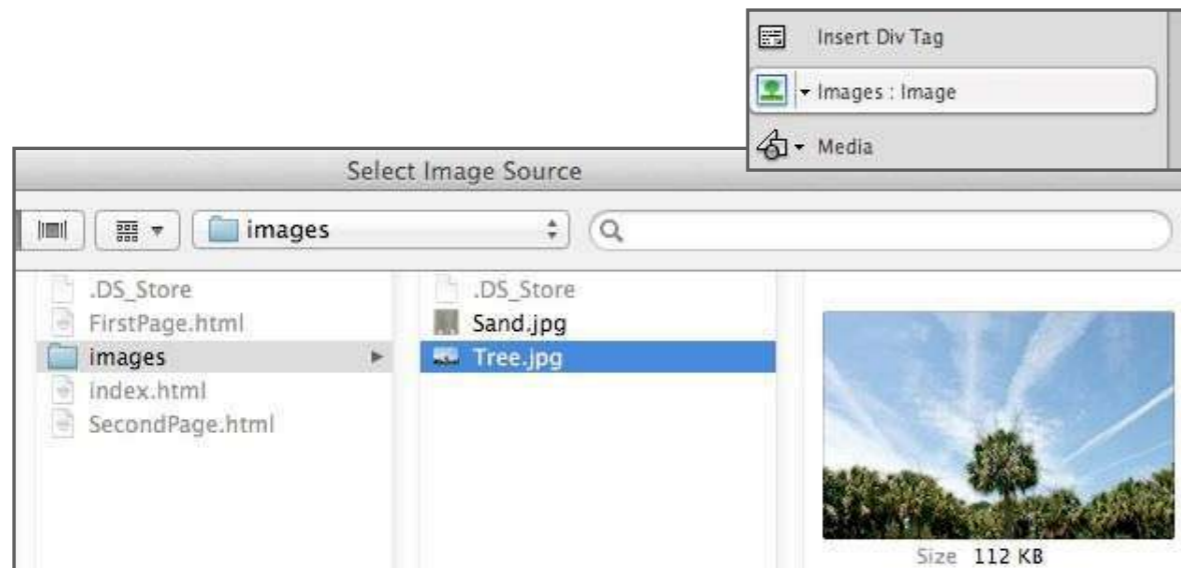 Insert Div Tag
Images : Image
Media
Select Image Source
images
.DS_Store
FirstPage.html
images
index.html
SecondPage.html
.DS_Store
Sand.jpg
Tree.jpg
Size 112 KB